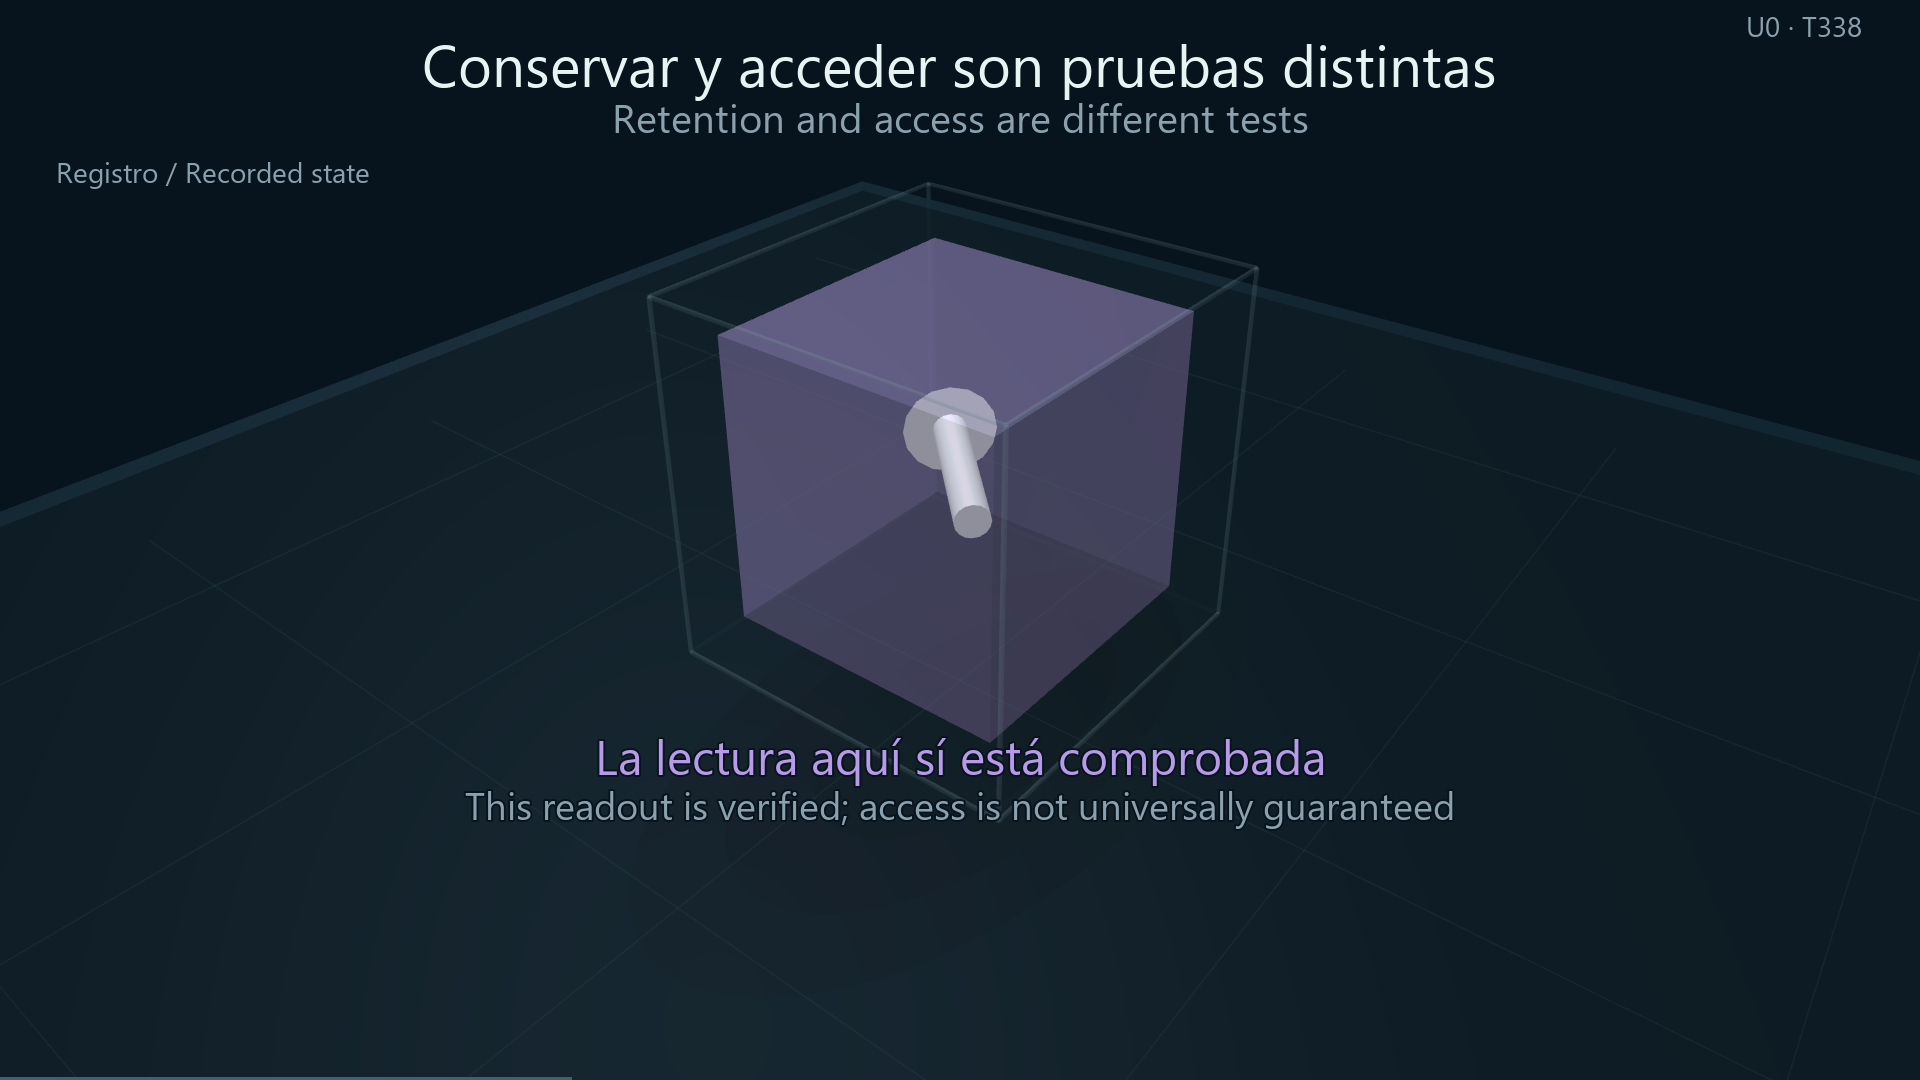 U0 · T338
Conservar y acceder son pruebas distintas
Retention and access are different tests
Registro / Recorded state
La lectura aquí sí está comprobada
This readout is verified; access is not universally guaranteed